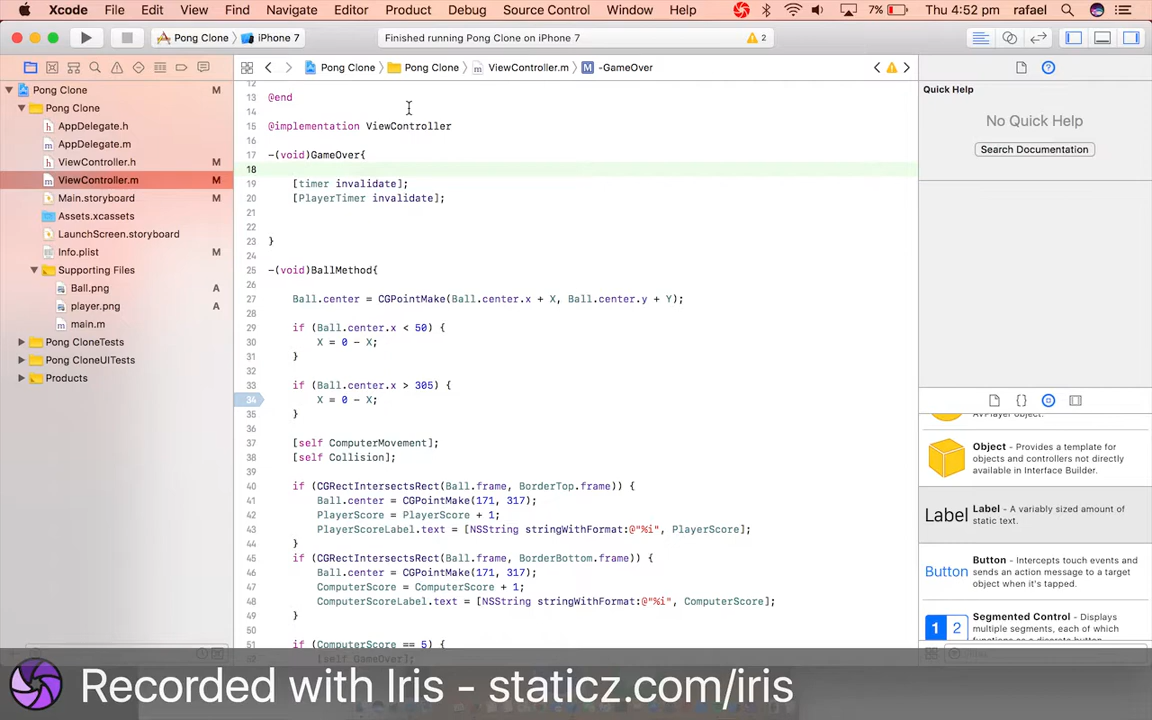 Xcode File Edit View Find Navigate Editor Product Debug Source Control Window Help 7% Thu 4:52 pm rafael
Pong Clone iPhone 7 Finished running Pong Clone on iPhone 7 2
Pong Clone Pong Clone ViewController.m M -GameOver
Pong Clone M
Pong Clone
AppDelegate.h
AppDelegate.m
ViewController.h M
ViewController.m M
Main.storyboard M
Assets.xcassets
LaunchScreen.storyboard
Info.plist M
Supporting Files
Ball.png A
player.png A
main.m
Pong CloneTests
Pong CloneUITests
Products
12
13 @end
14
15 @implementation ViewController
16
17 -(void)GameOver{
18
19 [timer invalidate];
20 [PlayerTimer invalidate];
21
22
23 }
24
25 -(void)BallMethod{
26
27 Ball.center = CGPointMake(Ball.center.x + X, Ball.center.y + Y);
28
29 if (Ball.center.x < 50) {
30 X = 0 - X;
31 }
32
33 if (Ball.center.x > 305) {
34 X = 0 - X;
35 }
36
37 [self ComputerMovement];
38 [self Collision];
39
40 if (CGRectIntersectsRect(Ball.frame, BorderTop.frame)) {
41 Ball.center = CGPointMake(171, 317);
42 PlayerScore = PlayerScore + 1;
43 PlayerScoreLabel.text = [NSString stringWithFormat:@"%i", PlayerScore];
44 }
45 if (CGRectIntersectsRect(Ball.frame, BorderBottom.frame)) {
46 Ball.center = CGPointMake(171, 317);
47 ComputerScore = ComputerScore + 1;
48 ComputerScoreLabel.text = [NSString stringWithFormat:@"%i", ComputerScore];
49 }
50
51 if (ComputerScore == 5) {
[self GameOver];
Quick Help
No Quick Help
Search Documentation
AVPlayer object.
Object - Provides a template for
objects and controllers not directly
available in Interface Builder.
Label Label - A variably sized amount of
static text.
Button Button - Intercepts touch events and
sends an action message to a target
object when it's tapped.
1 2 Segmented Control - Displays
multiple segments, each of which
Recorded with Iris - staticz.com/iris